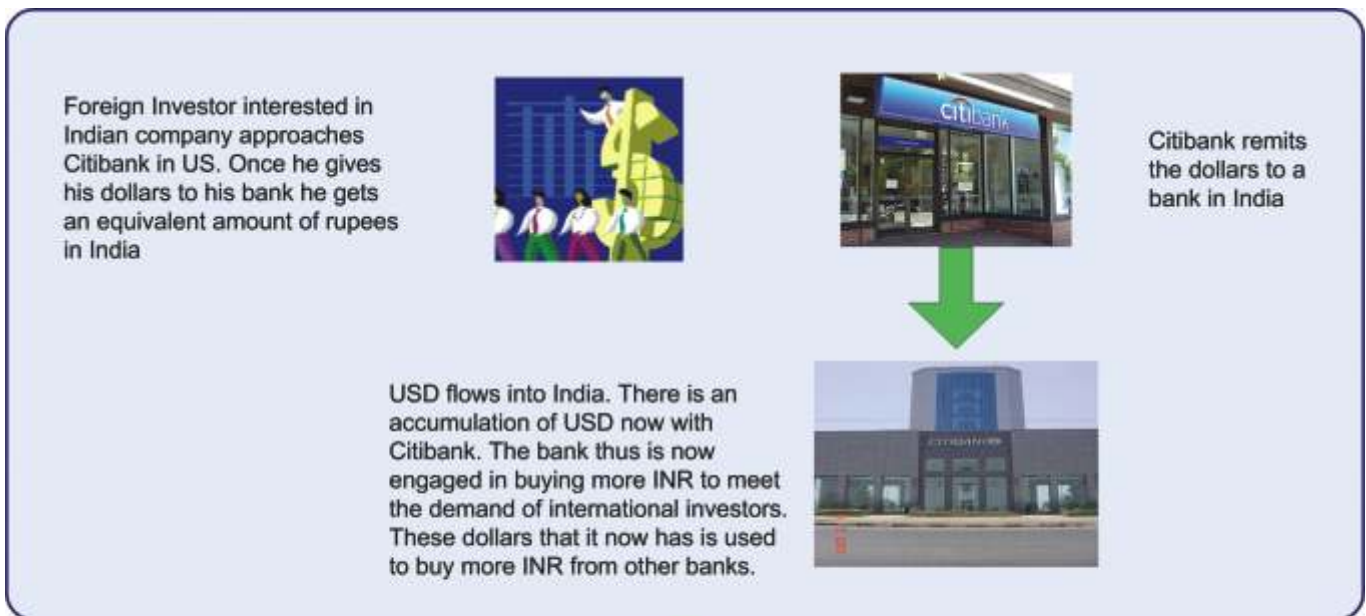 Foreign Investor interested in
Indian company approaches
Citibank in US. Once he gives
his dollars to his bank he gets
an equivalent amount of rupees
in India
citibank
Citibank remits
the dollars to a
bank in India
USD flows into India. There is an
accumulation of USD now with
Citibank. The bank thus is now
engaged in buying more INR to meet
the demand of international investors.
These dollars that it now has is used
to buy more INR from other banks.
CITIBANK